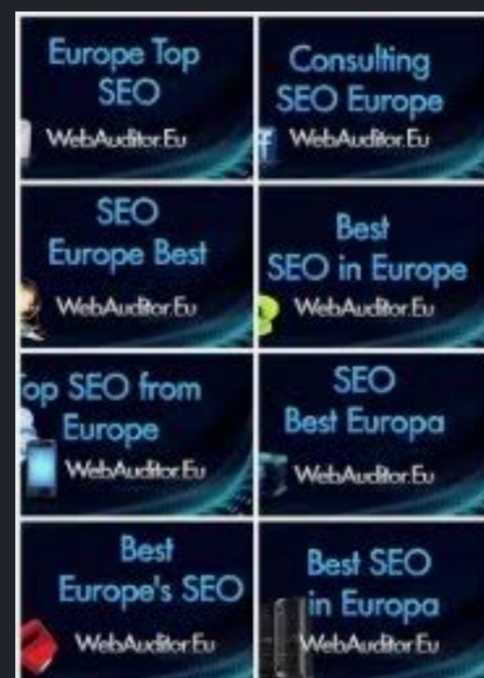 Europe Top
SEO
WebAuditor.Eu
Consulting
SEO Europe
WebAuditor.Eu
SEO
Europe Best
WebAuditor.Eu
Best
SEO in Europe
WebAuditor.Eu
Top SEO from
Europe
WebAuditor.Eu
SEO
Best Europa
WebAuditor.Eu
Best
Europe's SEO
WebAuditor.Eu
Best SEO
in Europa
WebAuditor.Eu